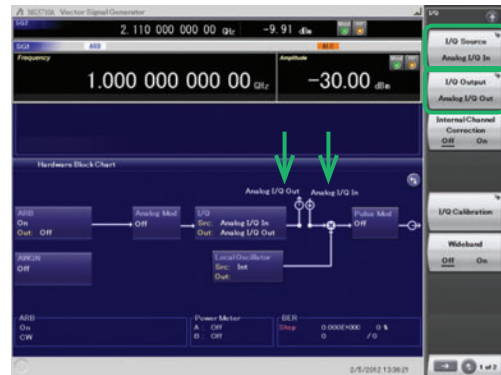 MG3710A Vector Signal Generator
I/Q
SG2
2. 110 000 000 00 GHz
-9. 91 dBm
Mod
SG1
ARB
Frequency
1.000 000 000 00 GHz
Amplitude
-30.00 dBm
I/Q Source
Analog I/Q In
I/Q Output
Analog I/Q Out
Internal Channel
Correction
Off On
I/Q Calibration
Wideband
Off On
1 of 2
Hardware Block Chart
Analog I/Q Out
Analog I/Q In
ARB
On
Out: Off
Analog Mod
Off
I/Q
Src: Analog I/Q In
Out: Analog I/Q Out
Pulse Mod
Off
AWGN
Off
Local Oscillator
Src: Int
Out:
ARB
On
CW
Power Meter
A : Off
B : Off
BER
Stop 0.000E+000 0 %
0 / 0
2/5/2012 13:36:21